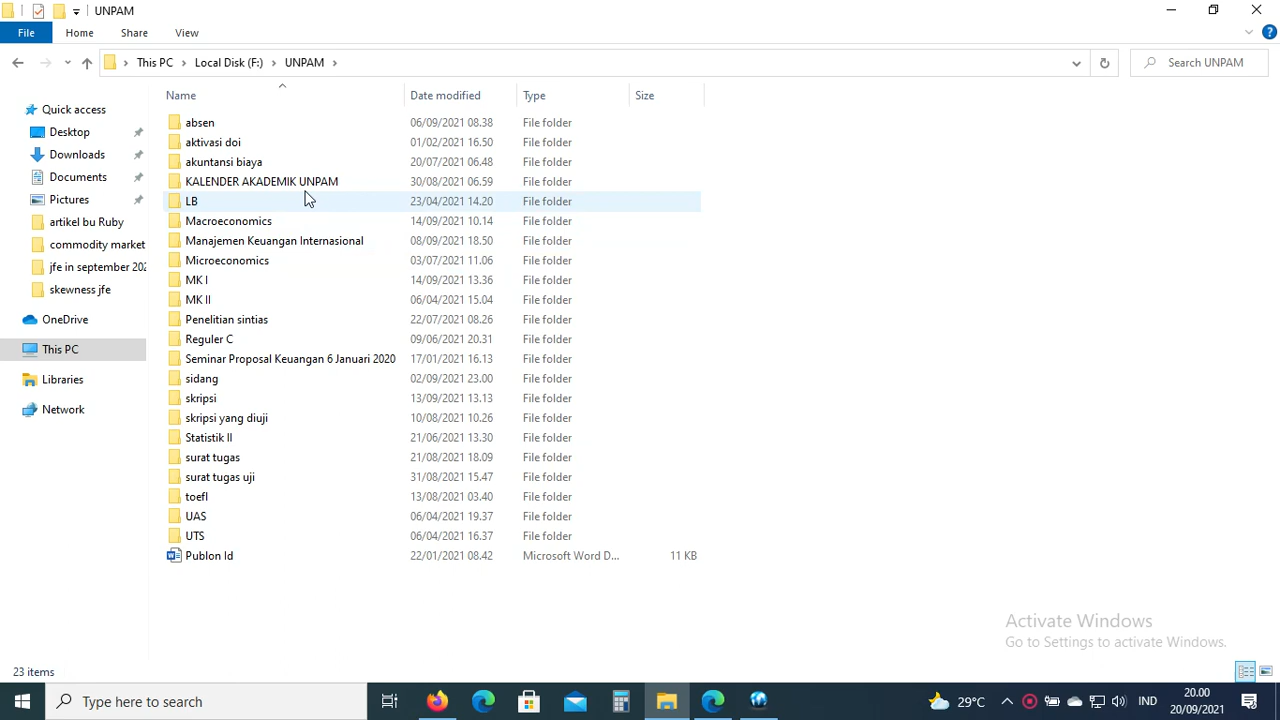 UNPAM
File Home Share View
This PC Local Disk (F:) UNPAM Search UNPAM
Name Date modified Type Size
Quick access
Desktop
Downloads
Documents
Pictures
artikel bu Ruby
commodity market
jfe in september 202
skewness jfe
OneDrive
This PC
Libraries
Network
absen 06/09/2021 08.38 File folder
aktivasi doi 01/02/2021 16.50 File folder
akuntansi biaya 20/07/2021 06.48 File folder
KALENDER AKADEMIK UNPAM 30/08/2021 06.59 File folder
LB 23/04/2021 14.20 File folder
Macroeconomics 14/09/2021 10.14 File folder
Manajemen Keuangan Internasional 08/09/2021 18.50 File folder
Microeconomics 03/07/2021 11.06 File folder
MK I 14/09/2021 13.36 File folder
MK II 06/04/2021 15.04 File folder
Penelitian sintias 22/07/2021 08.26 File folder
Reguler C 09/06/2021 20.31 File folder
Seminar Proposal Keuangan 6 Januari 2020 17/01/2021 16.13 File folder
sidang 02/09/2021 23.00 File folder
skripsi 13/09/2021 13.13 File folder
skripsi yang diuji 10/08/2021 10.26 File folder
Statistik II 21/06/2021 13.30 File folder
surat tugas 21/08/2021 18.09 File folder
surat tugas uji 31/08/2021 15.47 File folder
toefl 13/08/2021 03.40 File folder
UAS 06/04/2021 19.37 File folder
UTS 06/04/2021 16.37 File folder
Publon Id 22/01/2021 08.42 Microsoft Word D... 11 KB
Activate Windows
Go to Settings to activate Windows.
23 items
Type here to search 29°C IND 20.00
20/09/2021